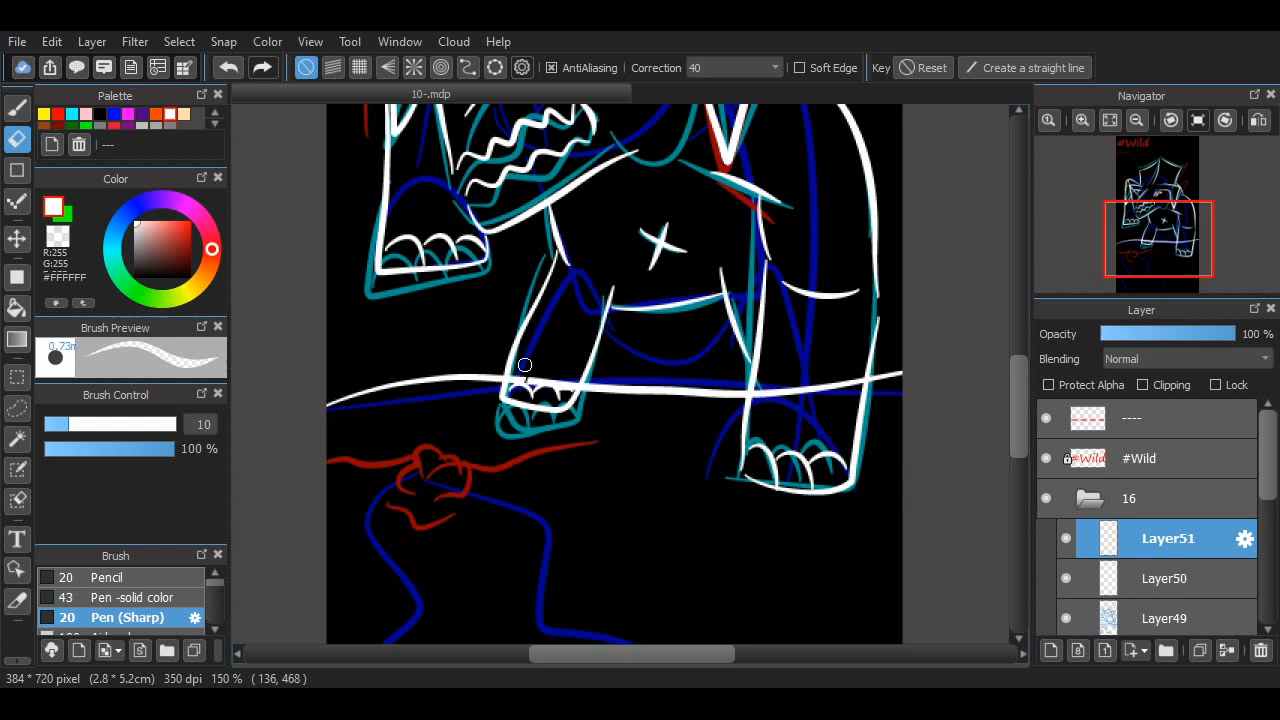 File Edit Layer Filter Select Snap Color View Tool Window Cloud Help
AntiAliasing Correction 40 Soft Edge Key Reset Create a straight line
Palette
10-.mdp
Navigator
---
#Wild
Color
R:255
G:255
#FFFFFF
Layer
Brush Preview
Opacity 100 %
Blending Normal
Protect Alpha Clipping Lock
Brush Control
10
100 %
----
#Wild #Wild
16
Layer51
Layer50
Layer49
Brush
20 Pencil
43 Pen -solid color
20 Pen (Sharp)
384 * 720 pixel (2.8 * 5.2cm) 350 dpi 150 % ( 136, 468 )